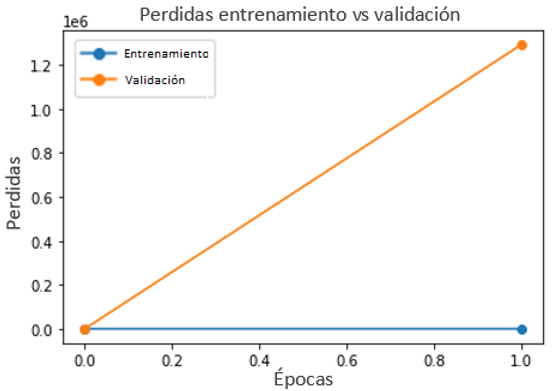 Perdidas entrenamiento vs validación
1e6
Entrenamiento
Validación
1.2
1.0
0.8
0.6
0.4
0.2
0.0
Perdidas
0.0 0.2 0.4 0.6 0.8 1.0
Épocas